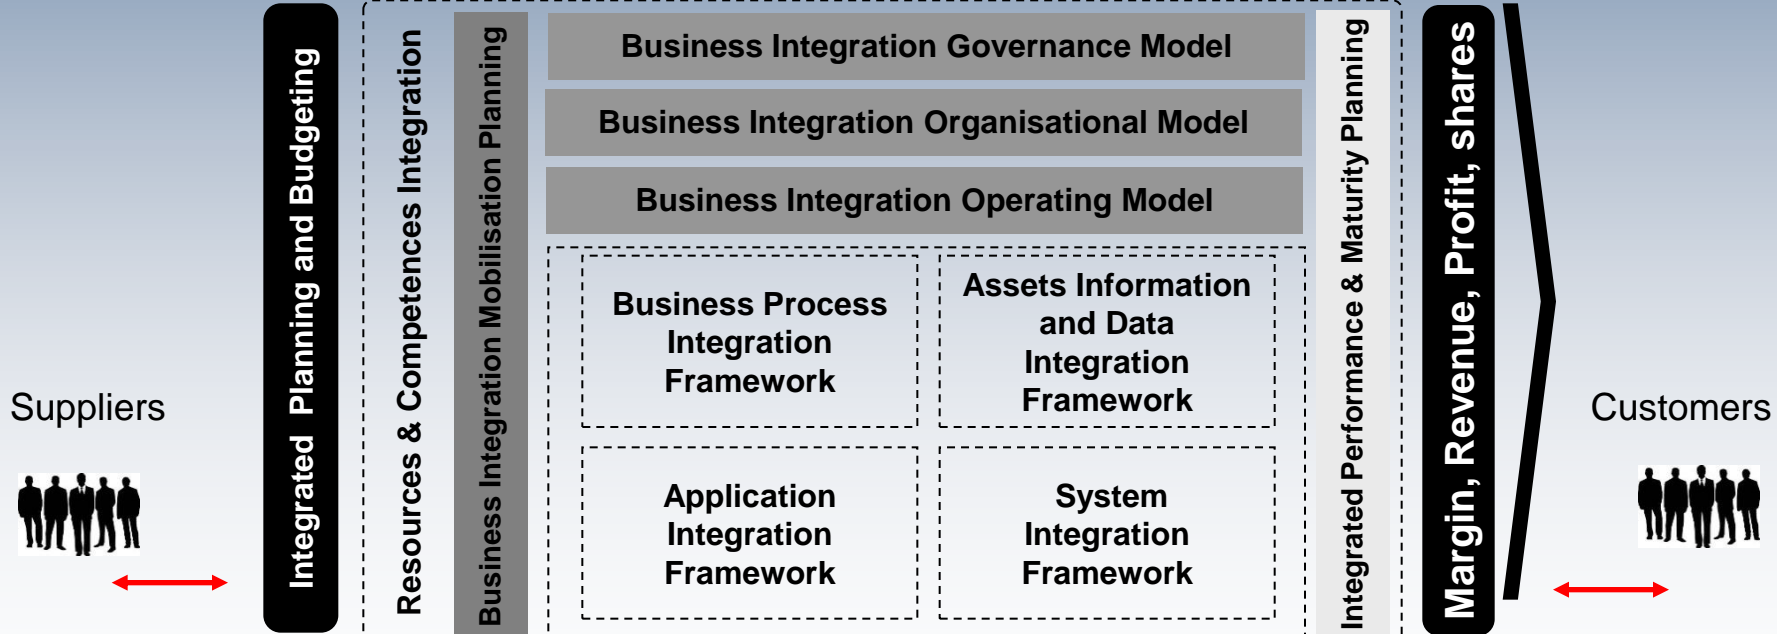 Suppliers
Integrated Planning and Budgeting
Resources & Competences Integration
Business Integration Mobilisation Planning
Business Integration Governance Model
Business Integration Organisational Model
Business Integration Operating Model
Business Process
Integration
Framework
Assets Information
and Data
Integration
Framework
Application
Integration
Framework
System
Integration
Framework
Integrated Performance & Maturity Planning
Margin, Revenue, Profit, shares
Customers